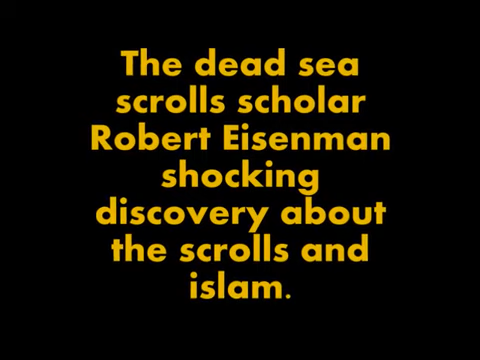 The dead sea
scrolls scholar
Robert Eisenman
shocking
discovery about
the scrolls and
islam.